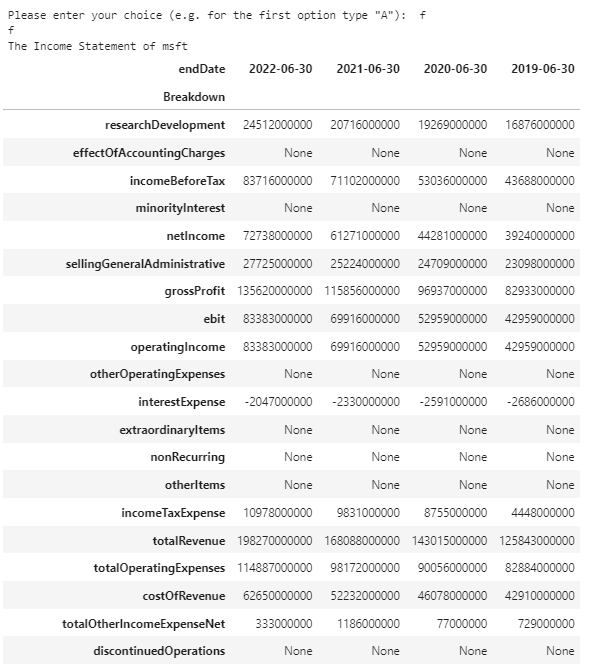 Please enter your choice (e.g. for the first option type "A"): f
f
The Income Statement of msft
endDate 2022-06-30 2021-06-30 2020-06-30 2019-06-30
Breakdown
researchDevelopment 24512000000 20716000000 19269000000 16876000000
effectOfAccountingCharges None None None None
incomeBeforeTax 83716000000 71102000000 53036000000 43688000000
minorityInterest None None None None
netIncome 72738000000 61271000000 44281000000 39240000000
sellingGeneralAdministrative 27725000000 25224000000 24709000000 23098000000
grossProfit 135620000000 115856000000 96937000000 82933000000
ebit 83383000000 69916000000 52959000000 42959000000
operatingIncome 83383000000 69916000000 52959000000 42959000000
otherOperatingExpenses None None None None
interestExpense -2047000000 -2330000000 -2591000000 -2686000000
extraordinaryItems None None None None
nonRecurring None None None None
otherItems None None None None
incomeTaxExpense 10978000000 9831000000 8755000000 4448000000
totalRevenue 198270000000 168088000000 143015000000 125843000000
totalOperatingExpenses 114887000000 98172000000 90056000000 82884000000
costOfRevenue 62650000000 52232000000 46078000000 42910000000
totalOtherIncomeExpenseNet 333000000 1186000000 77000000 729000000
discontinuedOperations None None None None